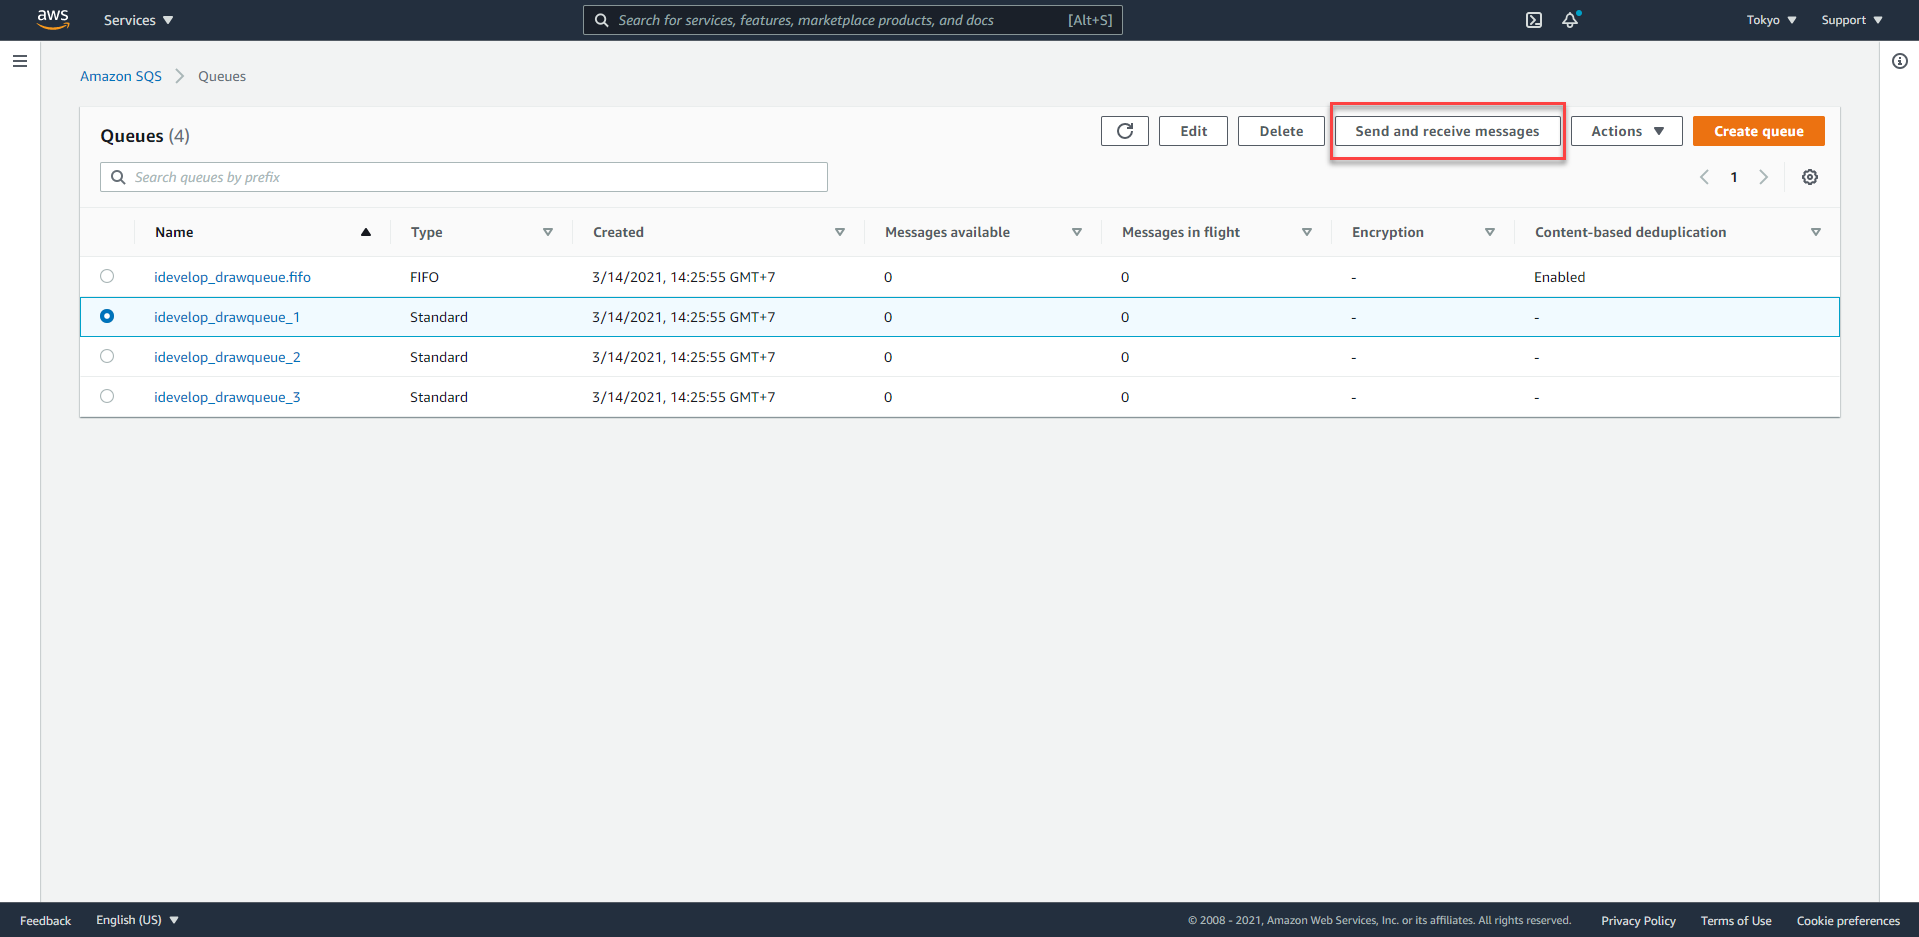 aws Services Search for services, features, marketplace products, and docs [Alt+S] Tokyo Support
Amazon SQS Queues
Queues (4) Edit Delete Send and receive messages Actions Create queue
Search queues by prefix 1
Name Type Created Messages available Messages in flight Encryption Content-based deduplication
idevelop_drawqueue.fifo FIFO 3/14/2021, 14:25:55 GMT+7 0 0 - Enabled
idevelop_drawqueue_1 Standard 3/14/2021, 14:25:55 GMT+7 0 0 - -
idevelop_drawqueue_2 Standard 3/14/2021, 14:25:55 GMT+7 0 0 - -
idevelop_drawqueue_3 Standard 3/14/2021, 14:25:55 GMT+7 0 0 - -
Feedback English (US) © 2008 - 2021, Amazon Web Services, Inc. or its affiliates. All rights reserved. Privacy Policy Terms of Use Cookie preferences